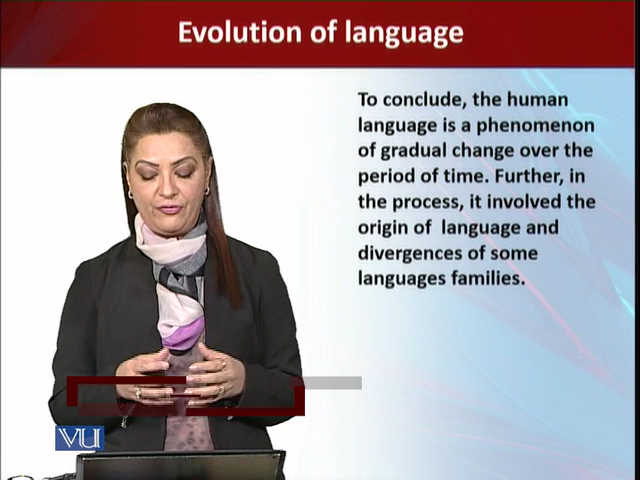 Evolution of language
To conclude, the human
language is a phenomenon
of gradual change over the
period of time. Further, in
the process, it involved the
origin of  language and
divergences of some
languages families.
VU